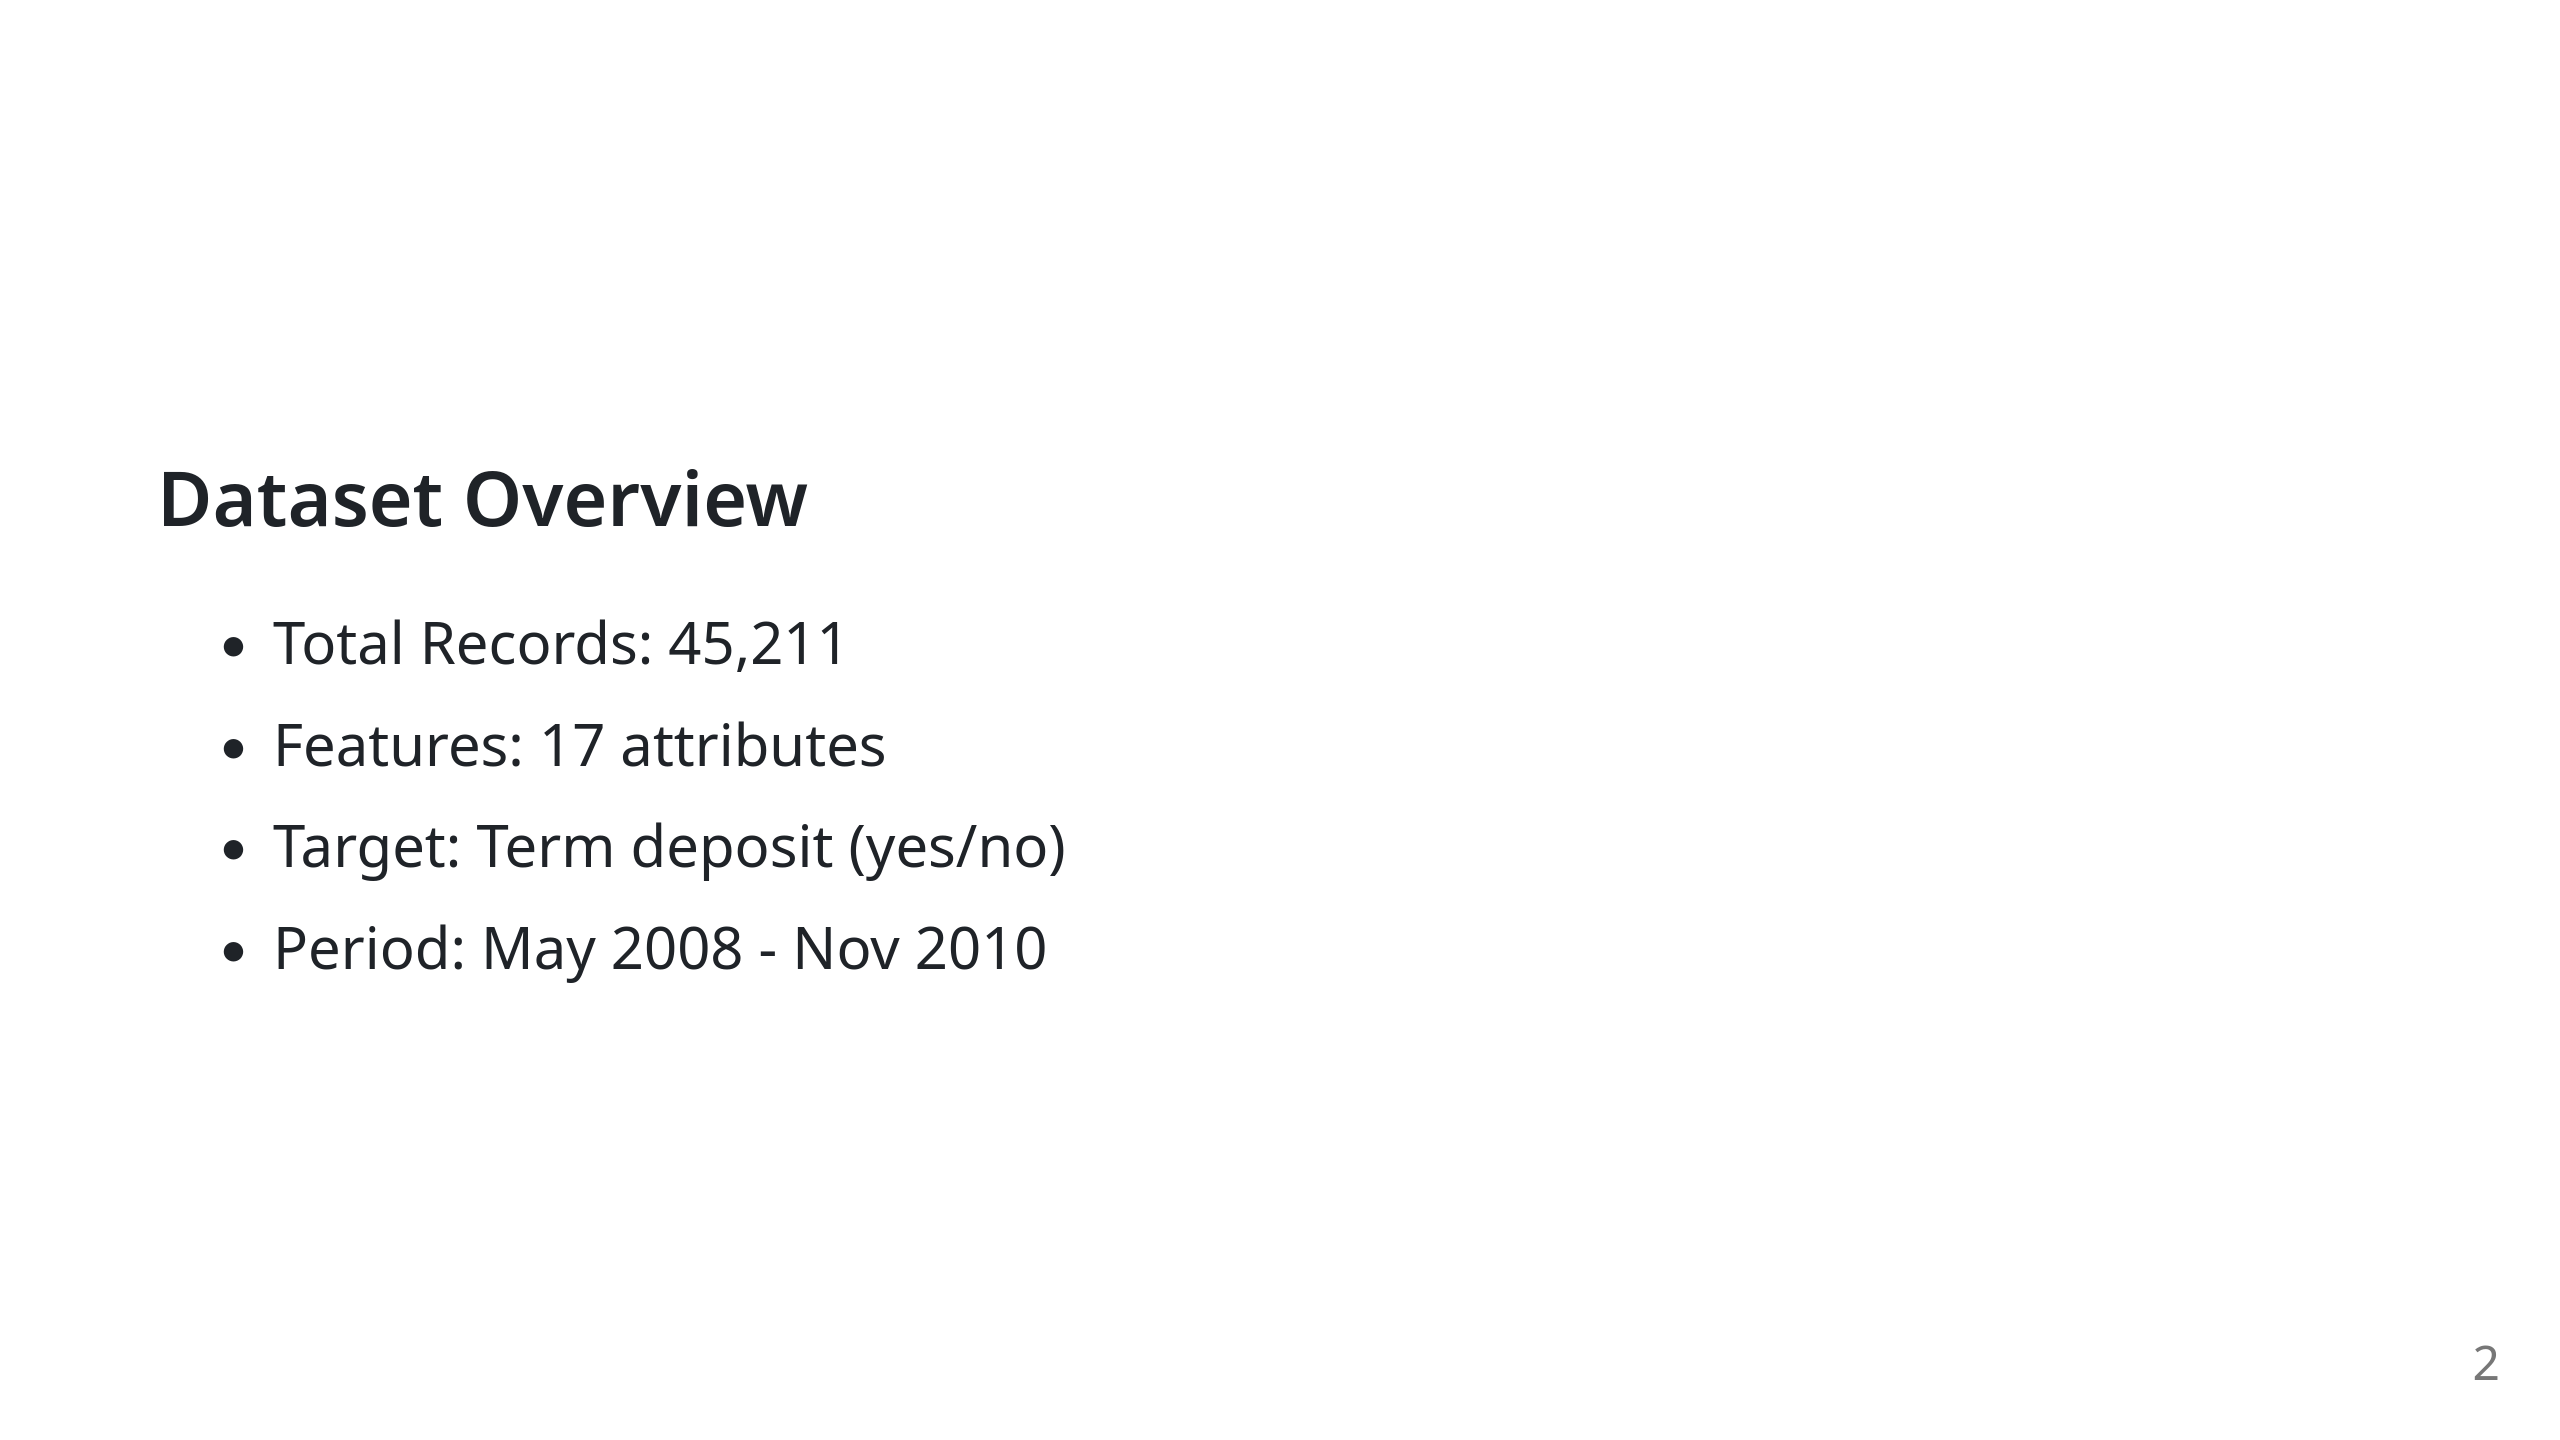 Dataset Overview
• Total Records: 45,211
• Features: 17 attributes
• Target: Term deposit (yes/no)
• Period: May 2008 - Nov 2010
2